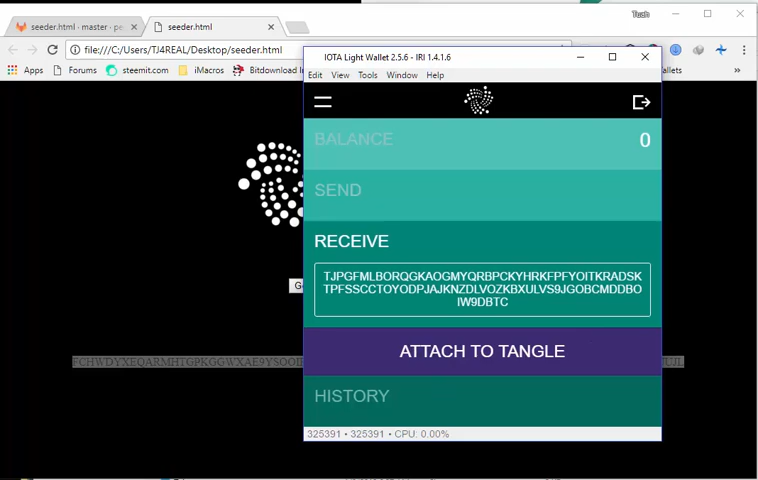 Tush
seeder.html - master - pe
seeder.html
file:///C:/Users/TJ4REAL/Desktop/seeder.html
Apps
Forums
steemit.com
iMacros
Bitdownload In
allets
IOTA Light Wallet 2.5.6 - IRI 1.4.1.6
Edit View Tools Window Help
BALANCE 0
SEND
RECEIVE
TJPGFMLBORQGKAOGMYQRBPCKYHRKFPFYOITKRADSK
TPFSSCCTOYODPJAJKNZDLVOZKBXULVS9JGOBCMDDBO
IW9DBTC
ATTACH TO TANGLE
HISTORY
325391 • 325391 • CPU: 0.00%